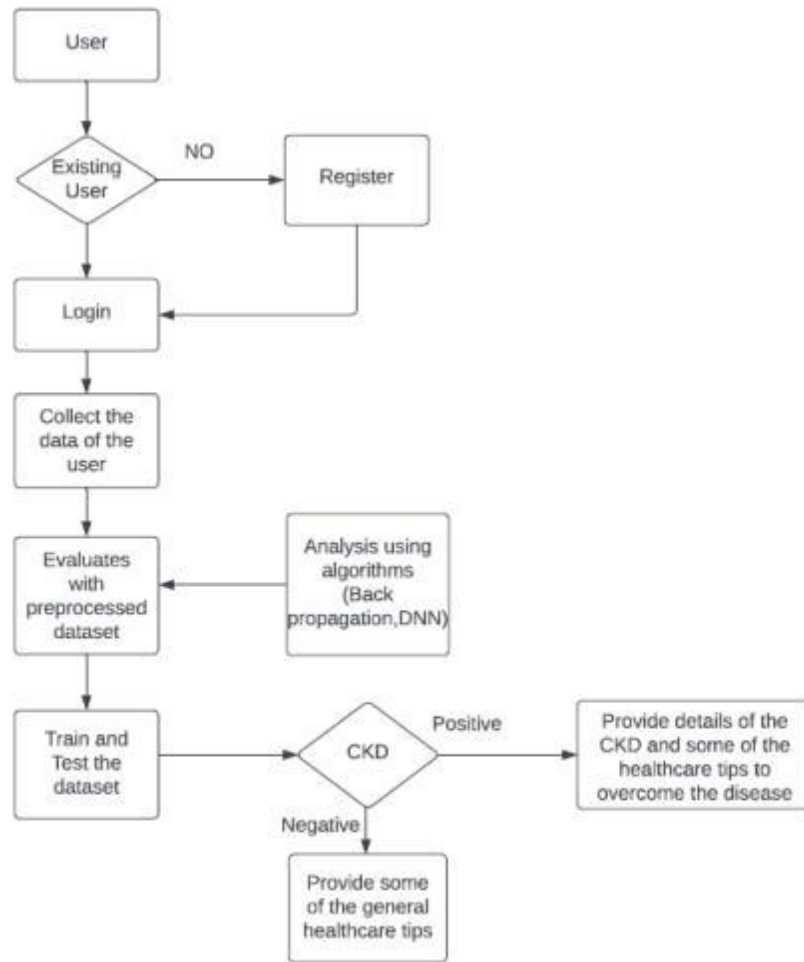 User
Existing
User
NO
Register
Login
Collect the
data of the
user
Evaluates
with
preprocessed
dataset
Analysis using
algorithms
(Back
propagation,DNN)
Train and
Test the
dataset
CKD
Positive
Provide details of the
CKD and some of the
healthcare tips to
overcome the disease
Negative
Provide some
of the general
healthcare tips